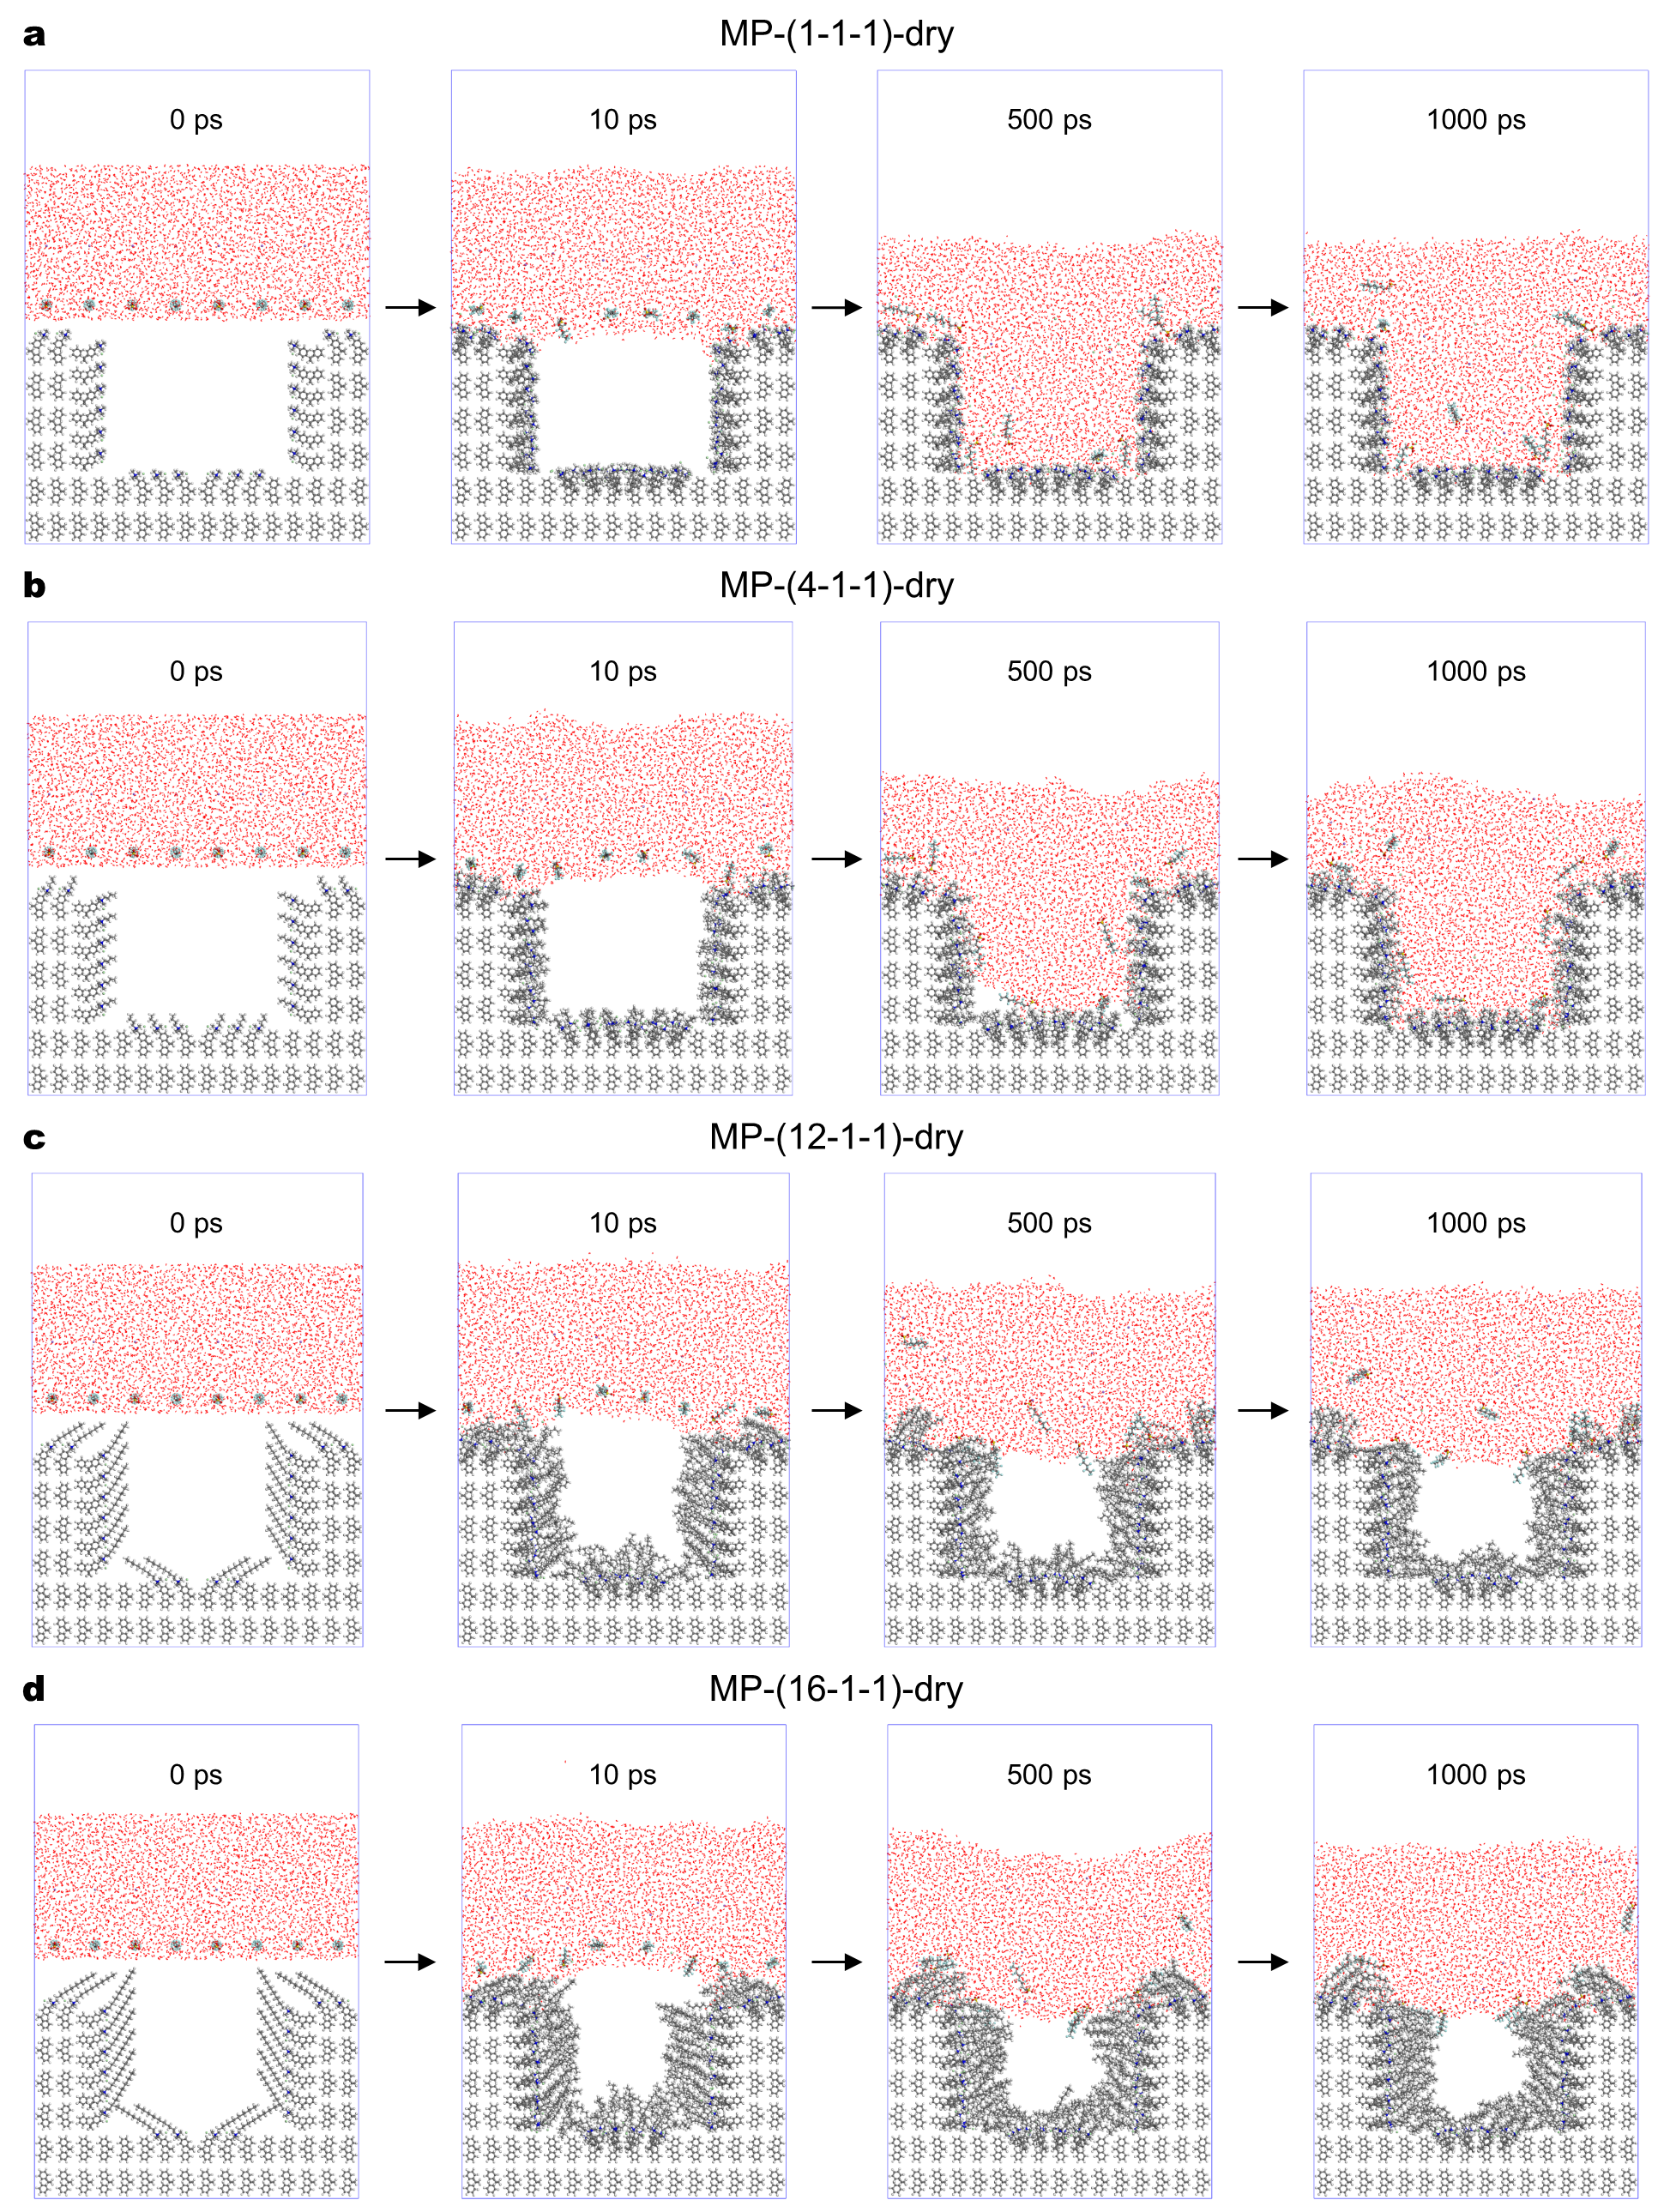 a
MP-(1-1-1)-dry
0 ps
10 ps
500 ps
1000 ps
b
MP-(4-1-1)-dry
0 ps
10 ps
500 ps
1000 ps
c
MP-(12-1-1)-dry
0 ps
10 ps
500 ps
1000 ps
d
MP-(16-1-1)-dry
0 ps
10 ps
500 ps
1000 ps